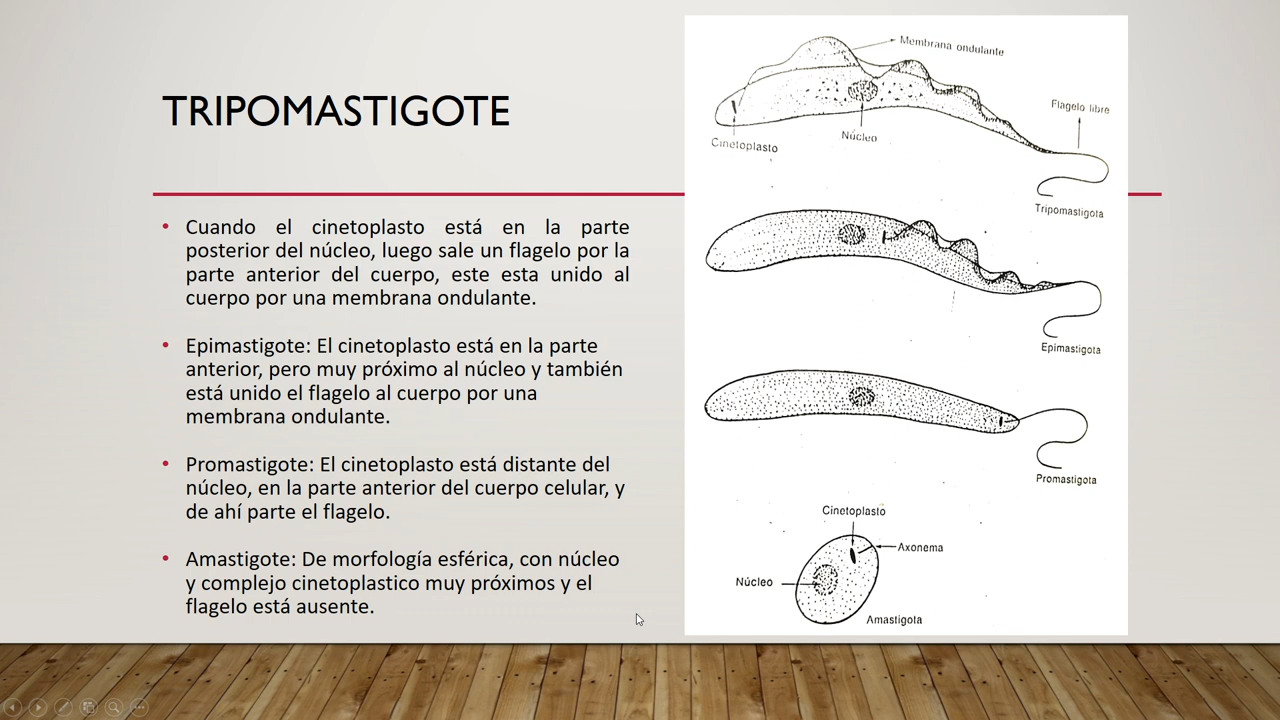 TRIPOMASTIGOTE
Cuando el cinetoplasto está en la parte
posterior del núcleo, luego sale un flagelo por la
parte anterior del cuerpo, este esta unido al
cuerpo por una membrana ondulante.
Epimastigote: El cinetoplasto está en la parte
anterior, pero muy próximo al núcleo y también
está unido el flagelo al cuerpo por una
membrana ondulante.
Promastigote: El cinetoplasto está distante del
núcleo, en la parte anterior del cuerpo celular, y
de ahí parte el flagelo.
Amastigote: De morfología esférica, con núcleo
y complejo cinetoplastico muy próximos y el
flagelo está ausente.
Membrana ondulante
Flagelo libre
Núcleo
Cinetoplasto
Tripomastigota
Epimastigota
Promastigota
Cinetoplasto
Axonema
Núcleo
Amastigota